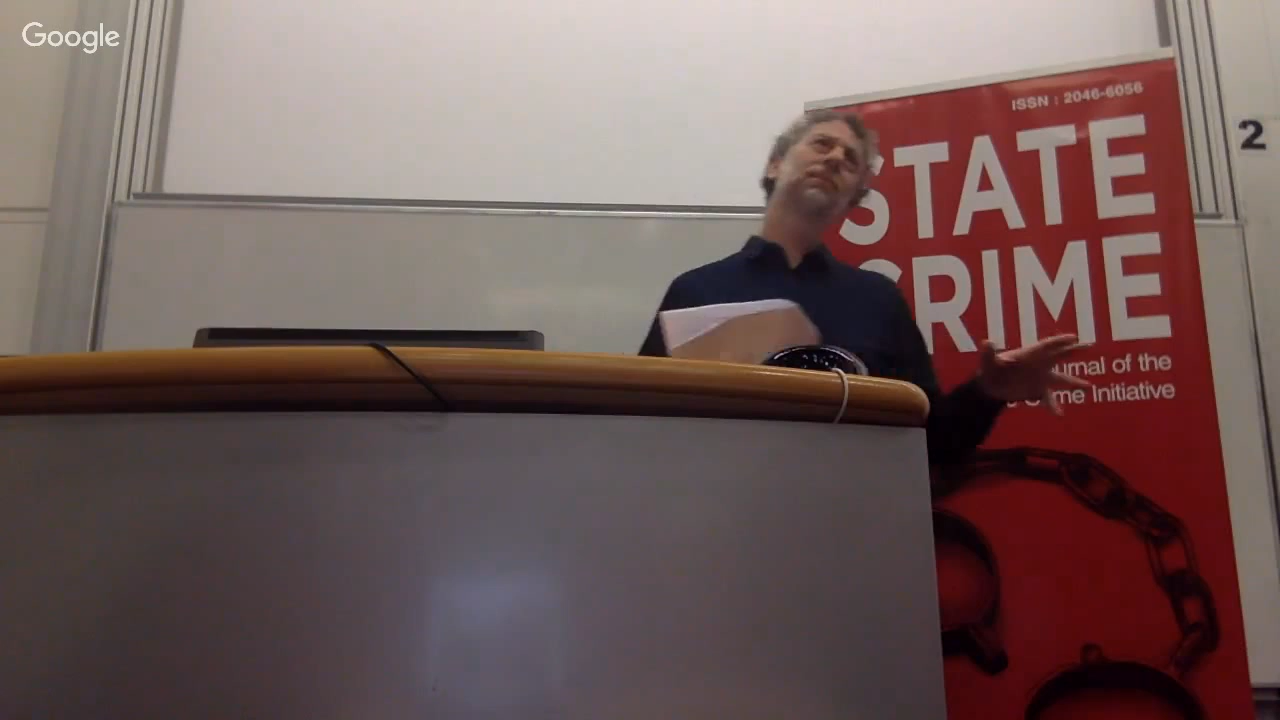 Google
ISSN : 2046-6056
STATE
CRIME
urnal of the
me Initiative
2